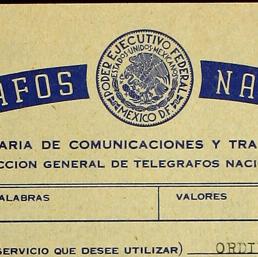 AFOS NA
PODER EJECUTIVO FEDERAL
ESTADOS·UNIDOS·MEXICANOS
MEXICO DF
ARIA DE COMUNICACIONES Y TRA
CCION GENERAL DE TELEGRAFOS NACI
ALABRAS VALORES
SERVICIO QUE DESEE UTILIZAR) ORDI